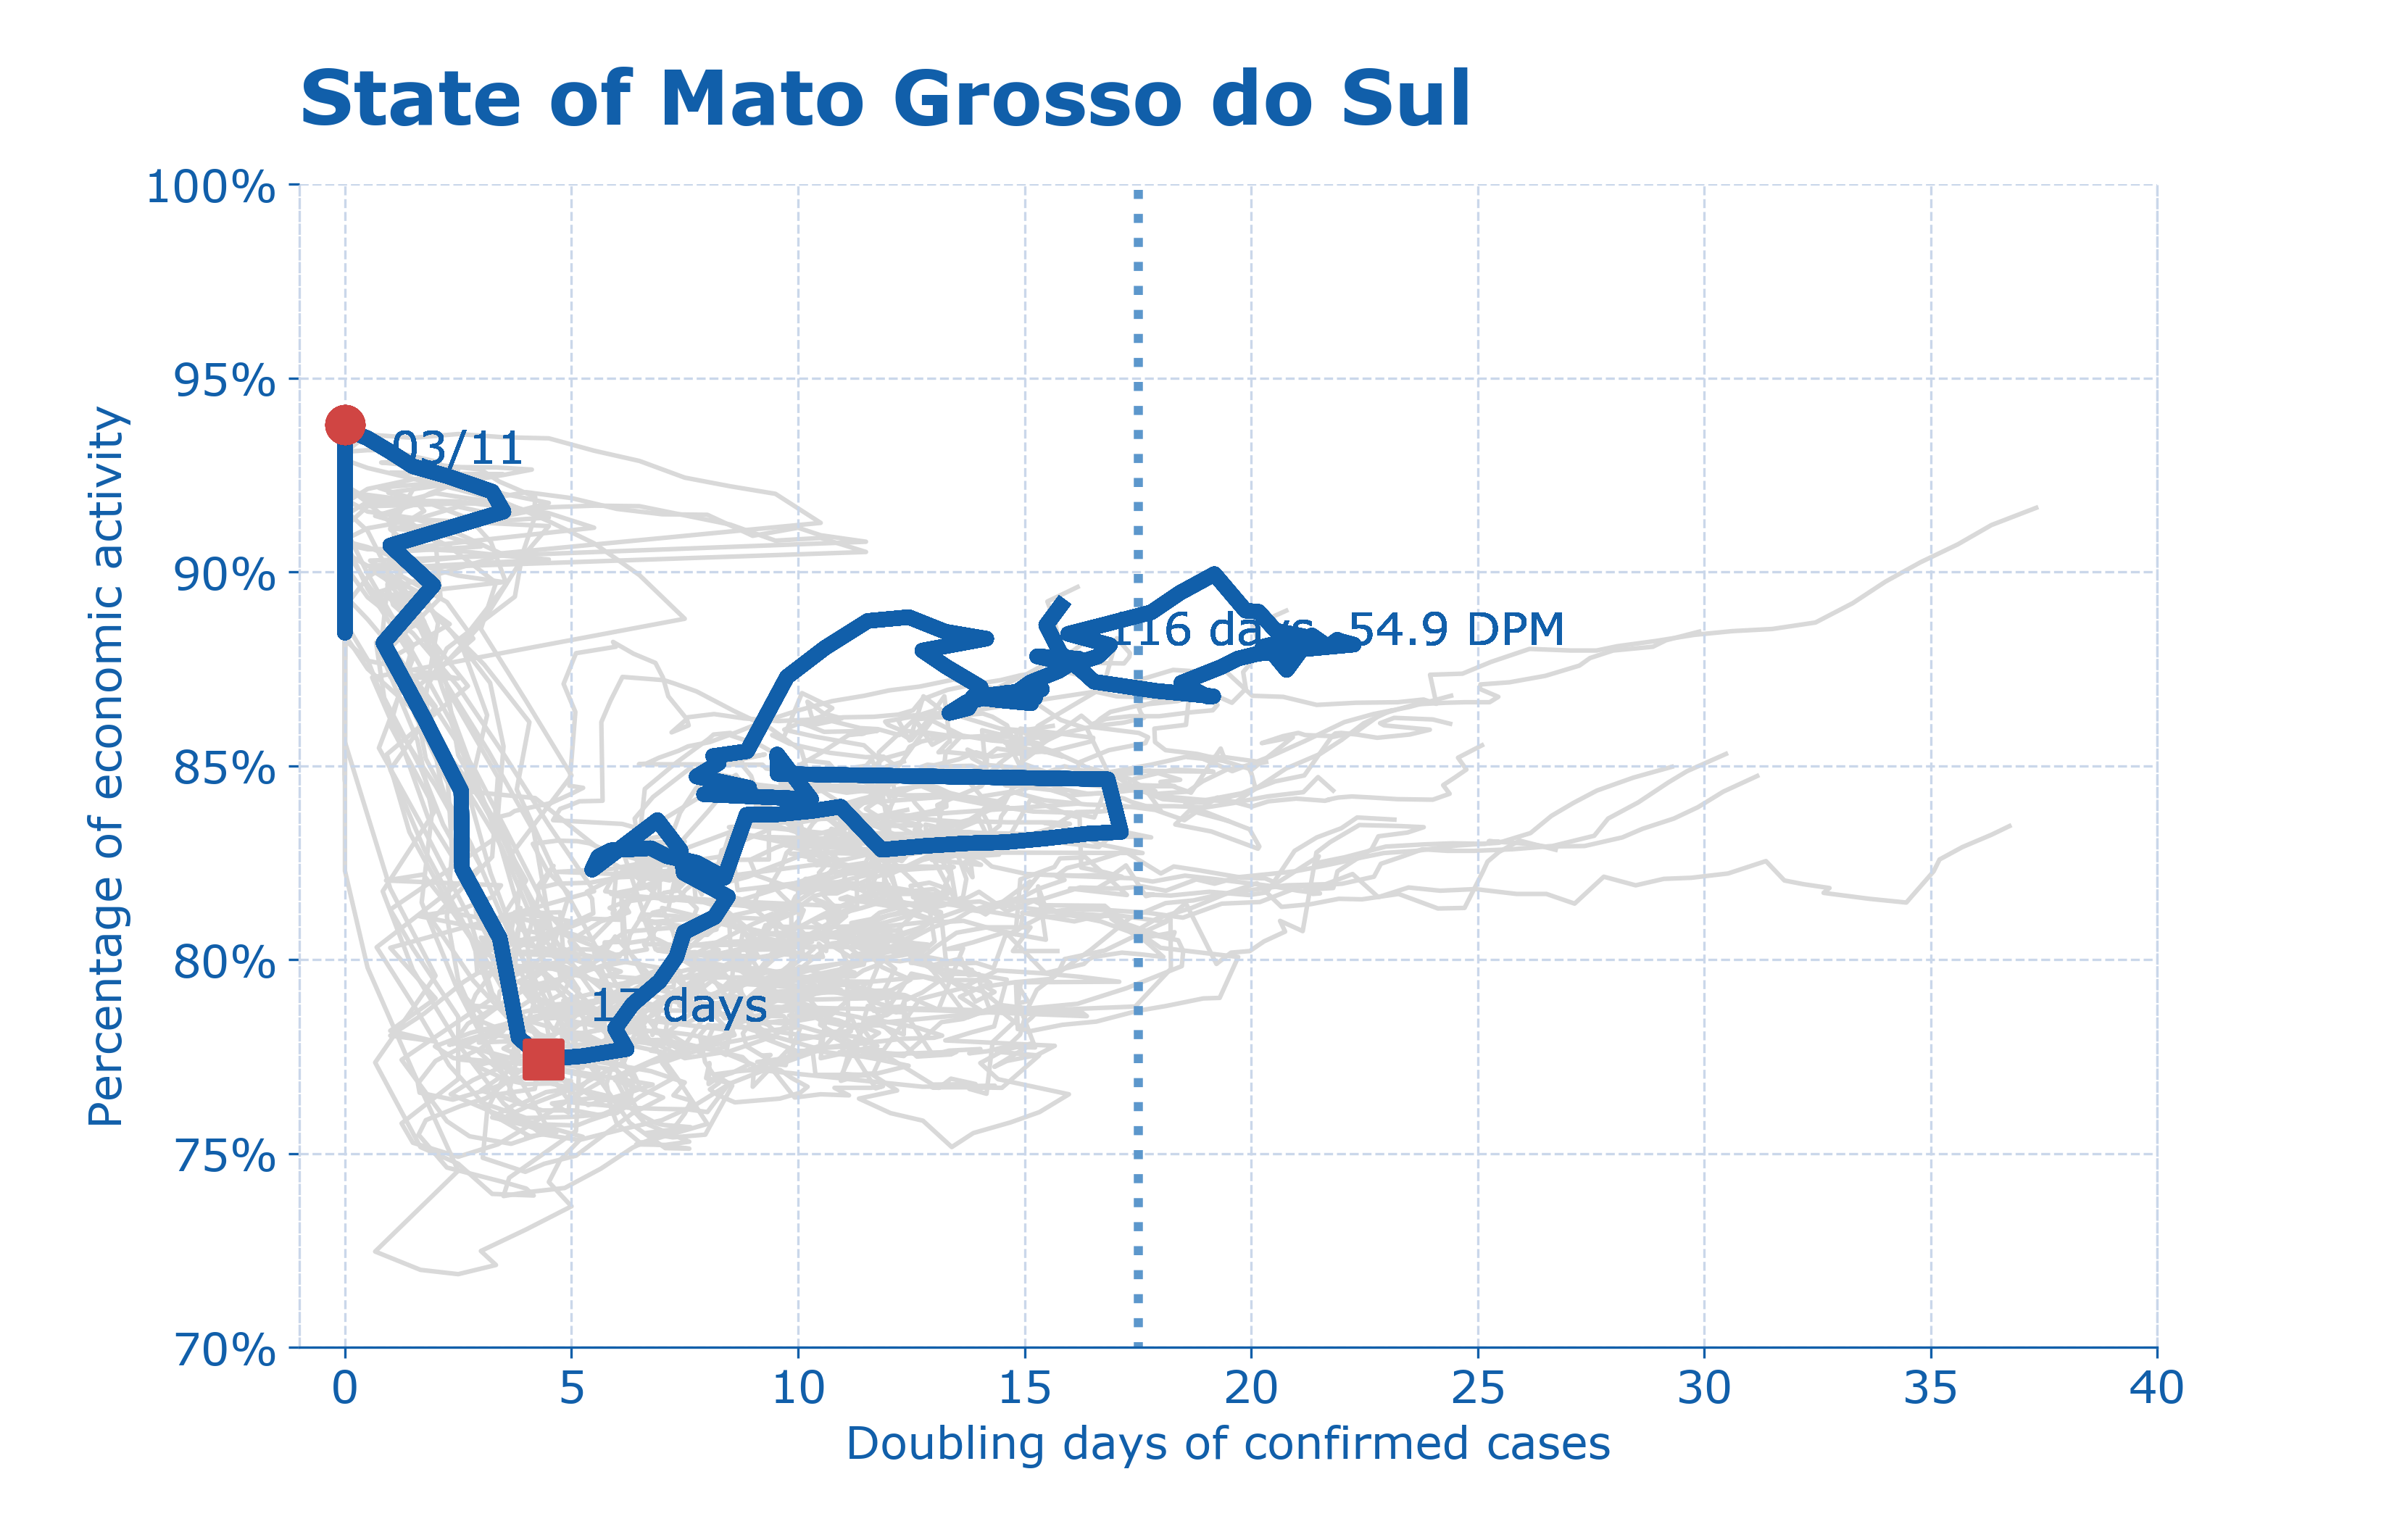 State of Mato Grosso do Sul
Percentage of economic activity
100%
95%
90%
85%
80%
75%
70%
03/11
116 days, 54.9 DPM
17 days
0 5 10 15 20 25 30 35 40
Doubling days of confirmed cases